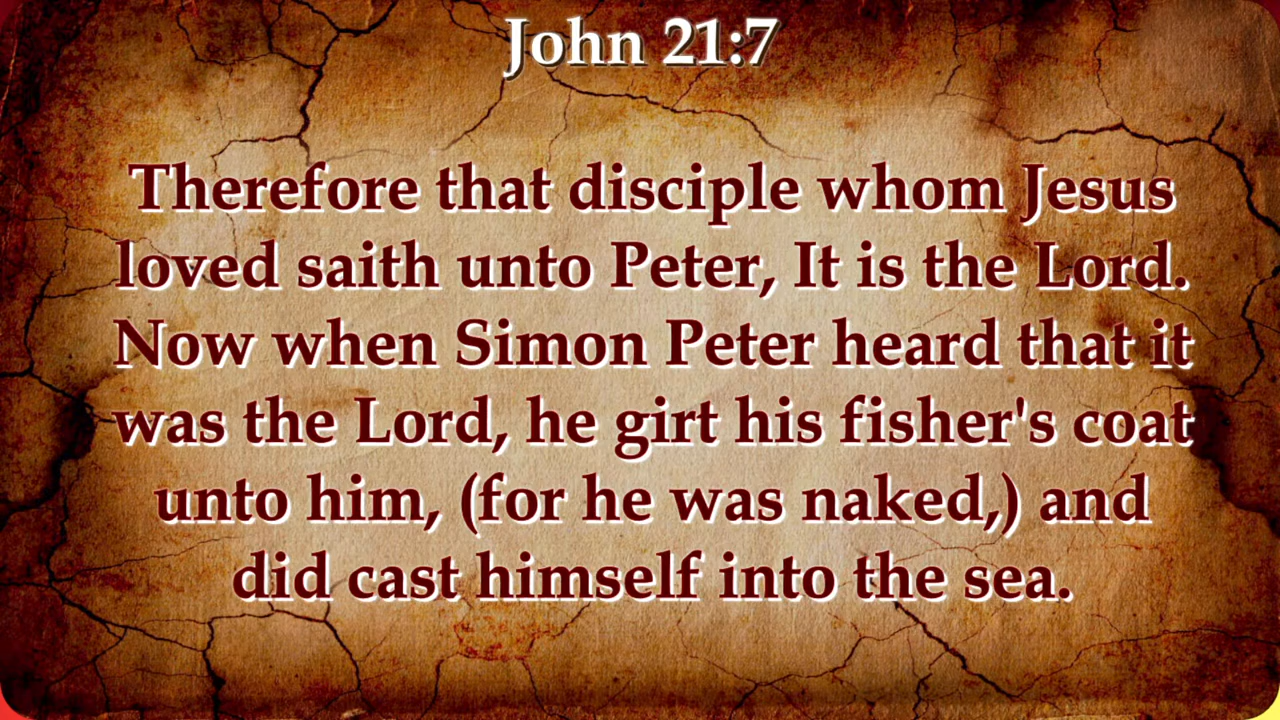 John 21:7
Therefore that disciple whom Jesus
loved saith unto Peter, It is the Lord.
Now when Simon Peter heard that it
was the Lord, he girt his fisher's coat
unto him, (for he was naked,) and
did cast himself into the sea.